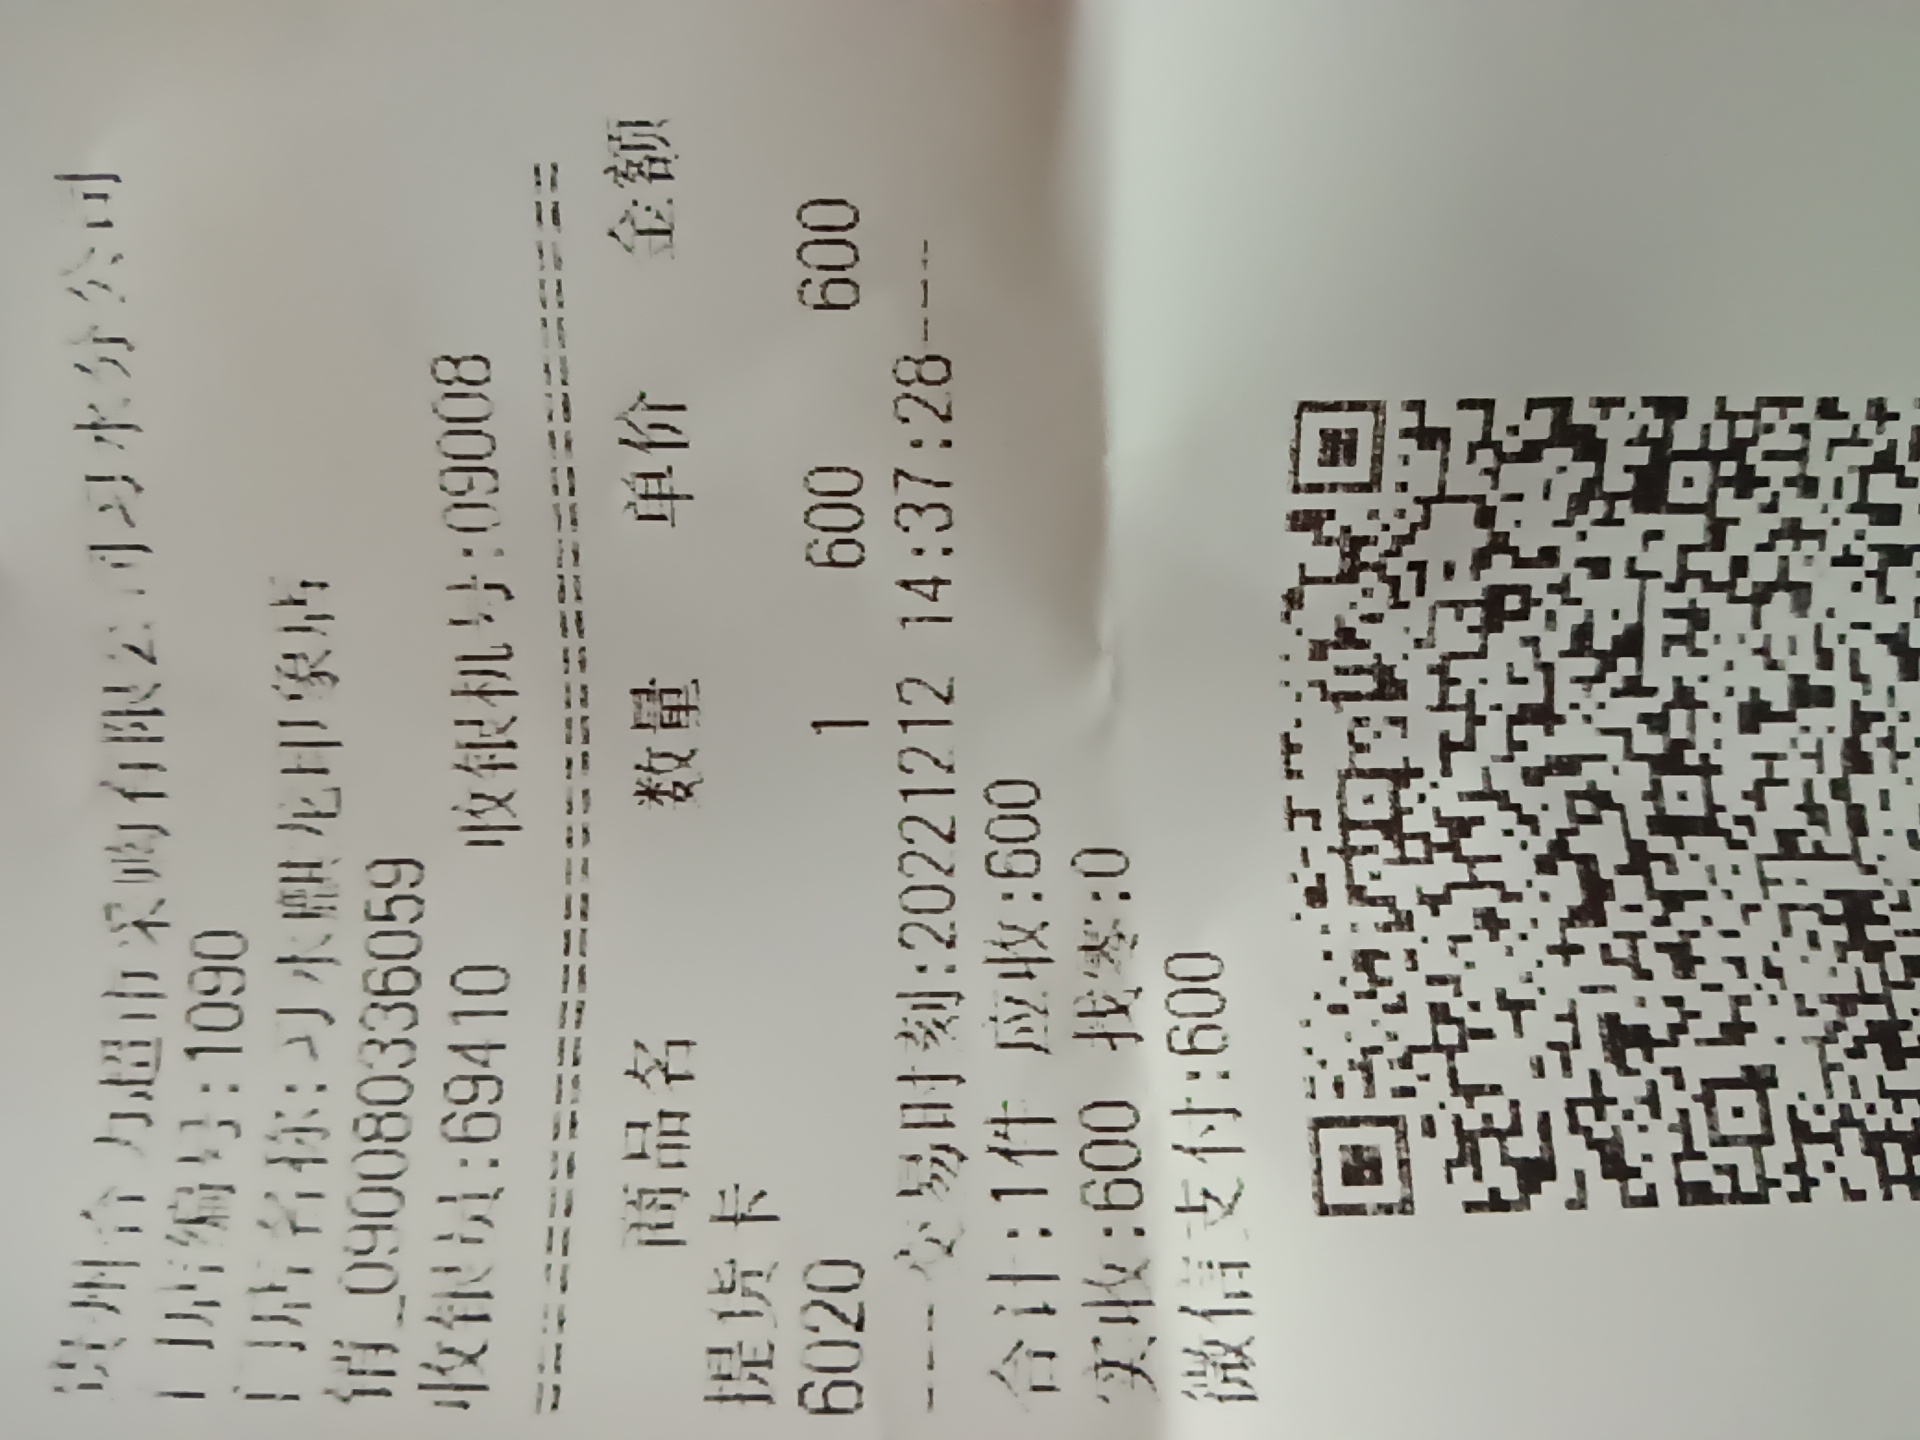 贵州合力超市采购有限公司习水分公司
门店编号:1090
门店名称:习水麒龙印象店
销_090080336059
收银员:69410 收银机号:09008
================================
商品名 数量 单价 金额
提货卡
6020 1 600 600
---- 交易时刻:20221212 14:37:28----
合计:1件 应收:600
实收:600 找零:0
微信支付:600